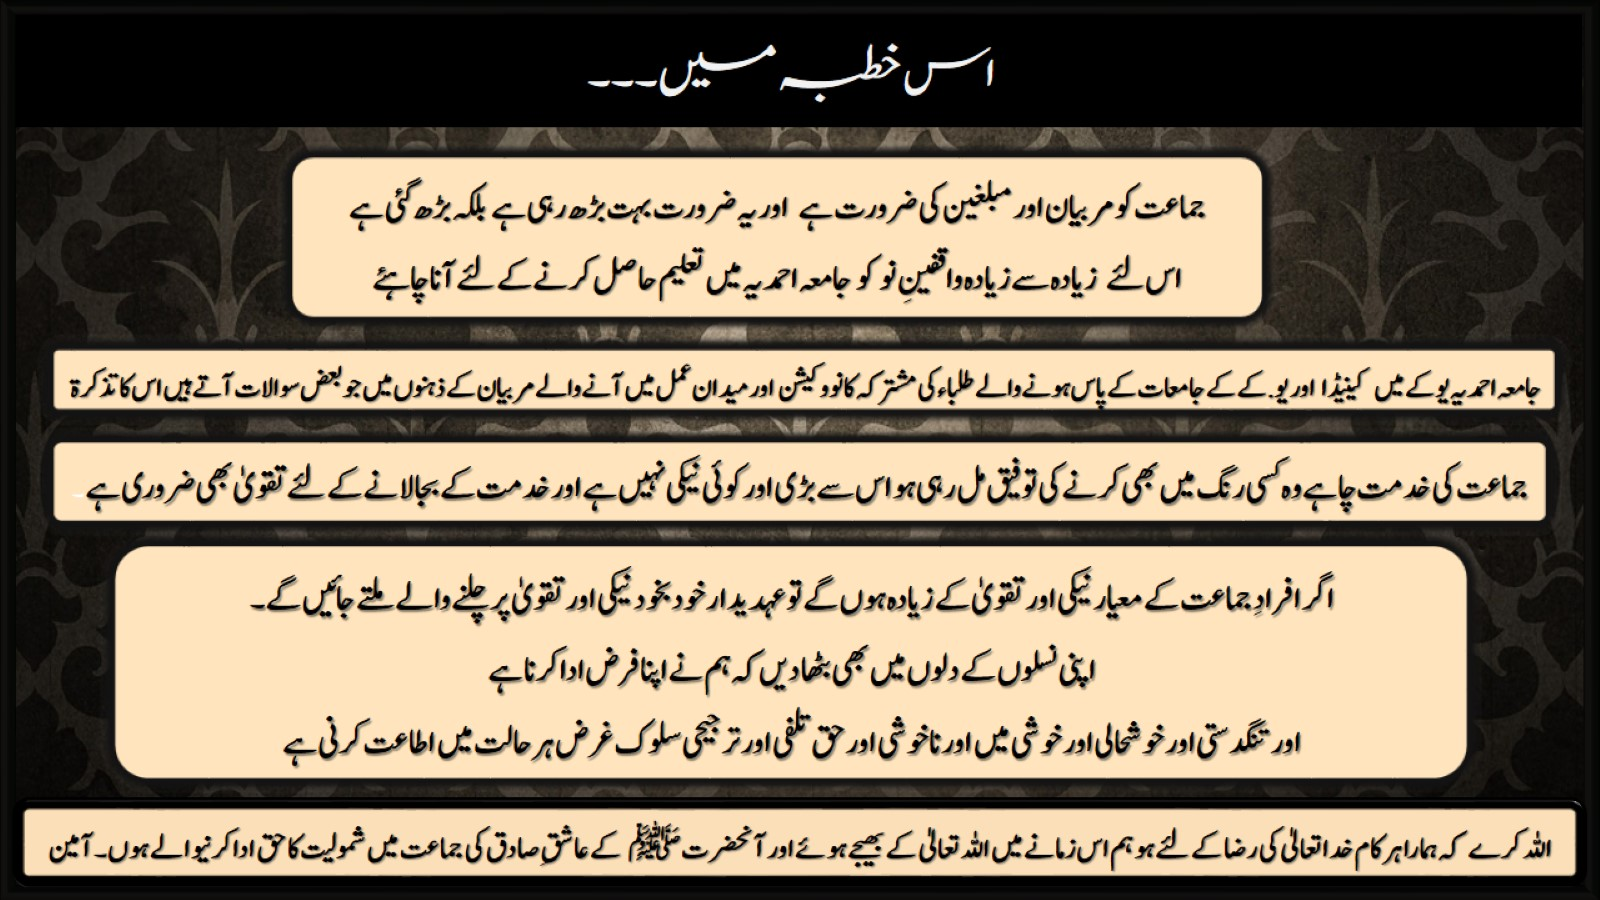 اس خطبہ میں۔۔۔
جماعت کو مربیان اور مبلغین کی ضرورت ہے اور یہ ضرورت بہت بڑھ رہی ہے بلکہ بڑھ گئی ہے
اس لئے زیادہ سے زیادہ واقفینِ نو کو جامعہ احمدیہ میں تعلیم حاصل کرنے کے لئے آنا چاہئے
جامعہ احمدیہ یوکے میں کینیڈا اور یو.کے کے جامعات کے پاس ہونے والے طلباء کی مشترکہ کانووکیشن اور میدان عمل میں آنے والے مربیان کے ذہنوں میں جو بعض سوالات آتے ہیں اس کا تذکرة
جماعت کی خدمت چاہے وہ کسی رنگ میں بھی کرنے کی توفیق مل رہی ہو اس سے بڑی اور کوئی نیکی نہیں ہے اور خدمت کے بجالانے کے لئے تقویٰ بھی ضروری ہے
اگر افرادِ جماعت کے معیار نیکی اور تقویٰ کے زیادہ ہوں گے تو عہدیدار خود بخود نیکی اور تقویٰ پر چلنے والے ملتے جائیں گے۔
اپنی نسلوں کے دلوں میں بھی بٹھادیں کہ ہم نے اپنا فرض ادا کرنا ہے
اور تنگدستی اور خوشحالی اور خوشی میں اور ناخوشی اور حق تلفی اور ترجیحی سلوک غرض ہر حالت میں اطاعت کرنی ہے
اللہ کرے کہ ہمارا ہر کام خدا تعالیٰ کی رضا کے لئے ہو ہم اس زمانے میں اللہ تعالیٰ کے بھیجے ہوئے اور آنحضرت ﷺ کے عاشقِ صادق کی جماعت میں شمولیت کا حق ادا کرنیوالے ہوں۔ آمین